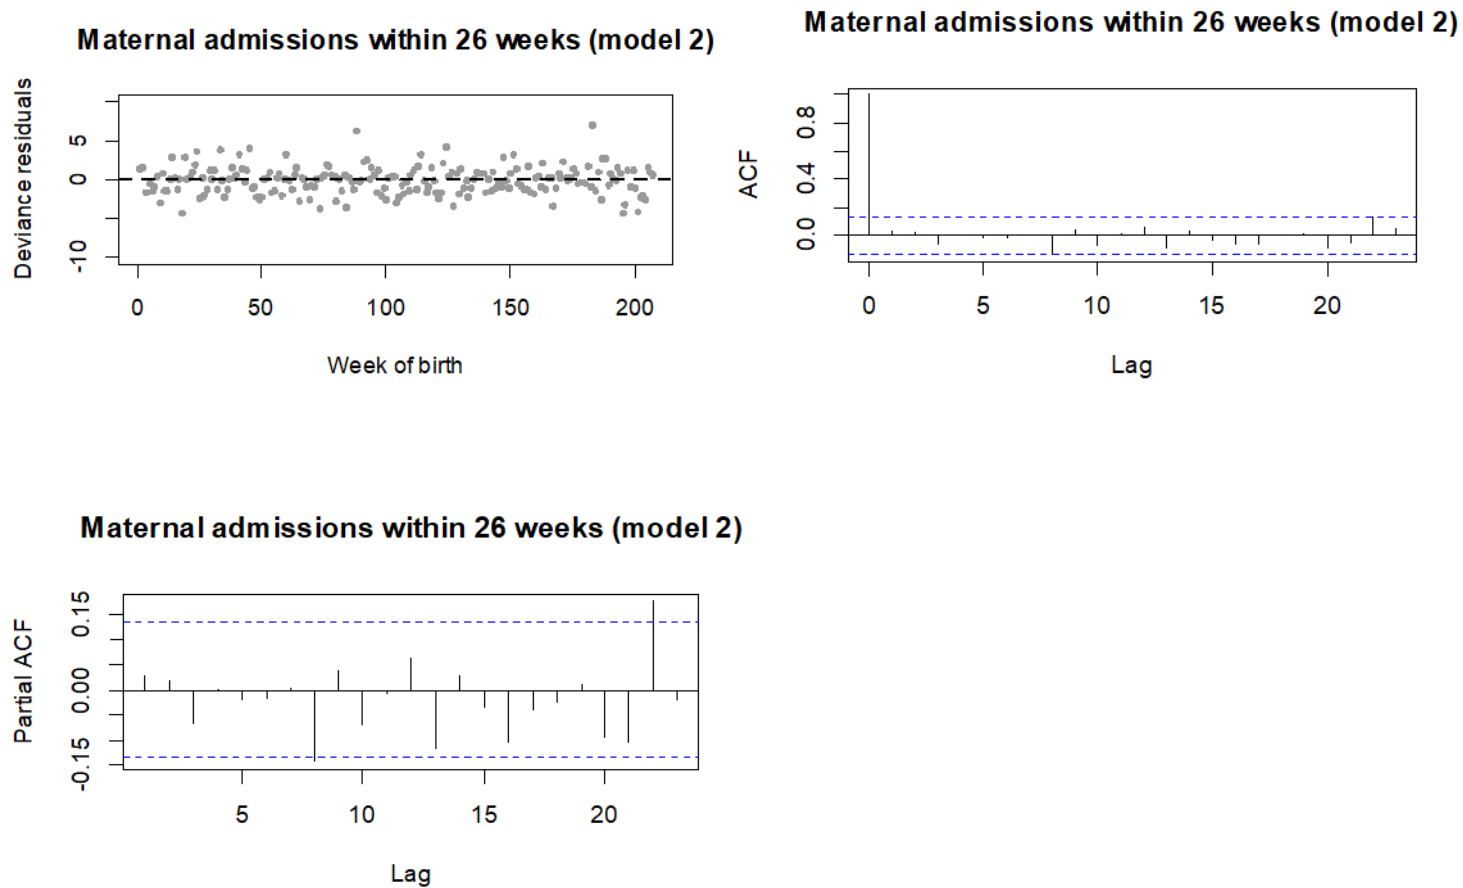 Maternal admissions within 26 weeks (model 2)
Deviance residuals
5
0
-10
0 50 100 150 200
Week of birth
Maternal admissions within 26 weeks (model 2)
ACF
0.8
0.4
0.0
0 5 10 15 20
Lag
Maternal admissions within 26 weeks (model 2)
Partial ACF
0.15
0.00
-0.15
5 10 15 20
Lag